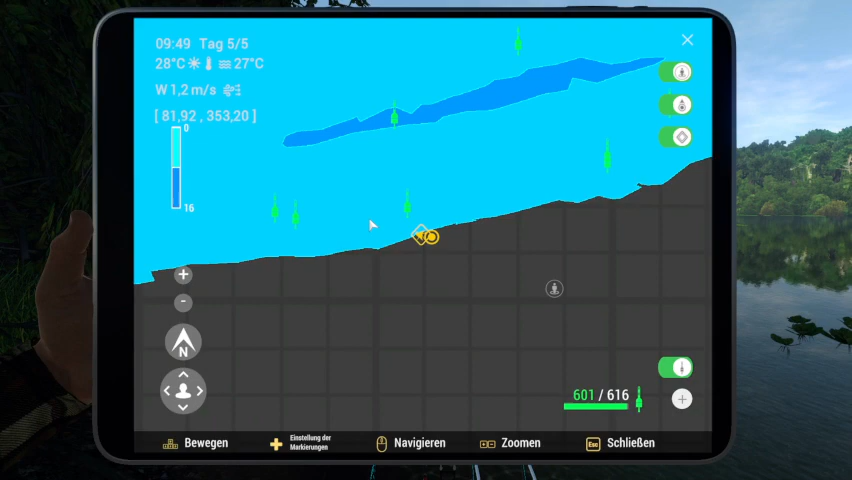 09:49 Tag 5/5
28°C 27°C
W 1,2 m/s
[ 81,92 , 353,20 ]
0
16
+
-
N
601 / 616
+
Bewegen
Einstellung der
Markierungen
Navigieren
Zoomen
Esc Schließen